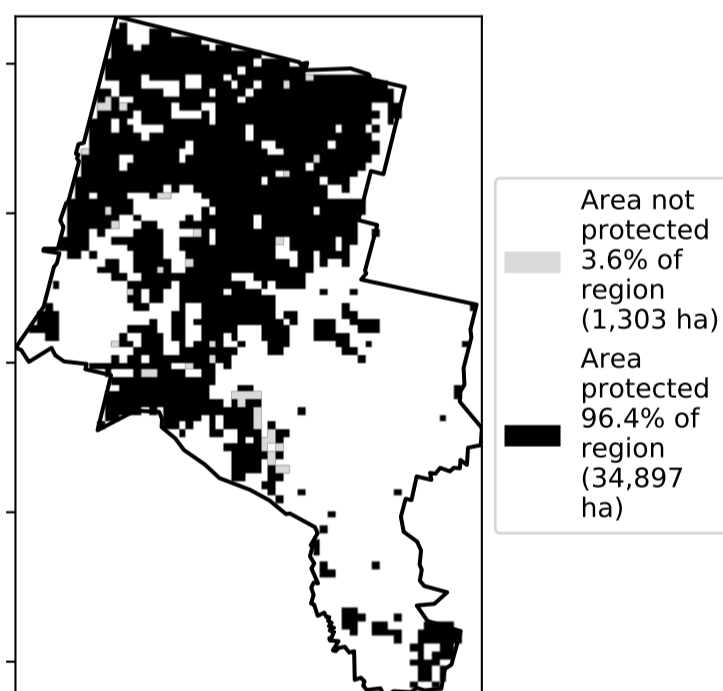 Area not
protected
3.6% of
region
(1,303 ha)
Area
protected
96.4% of
region
(34,897
ha)